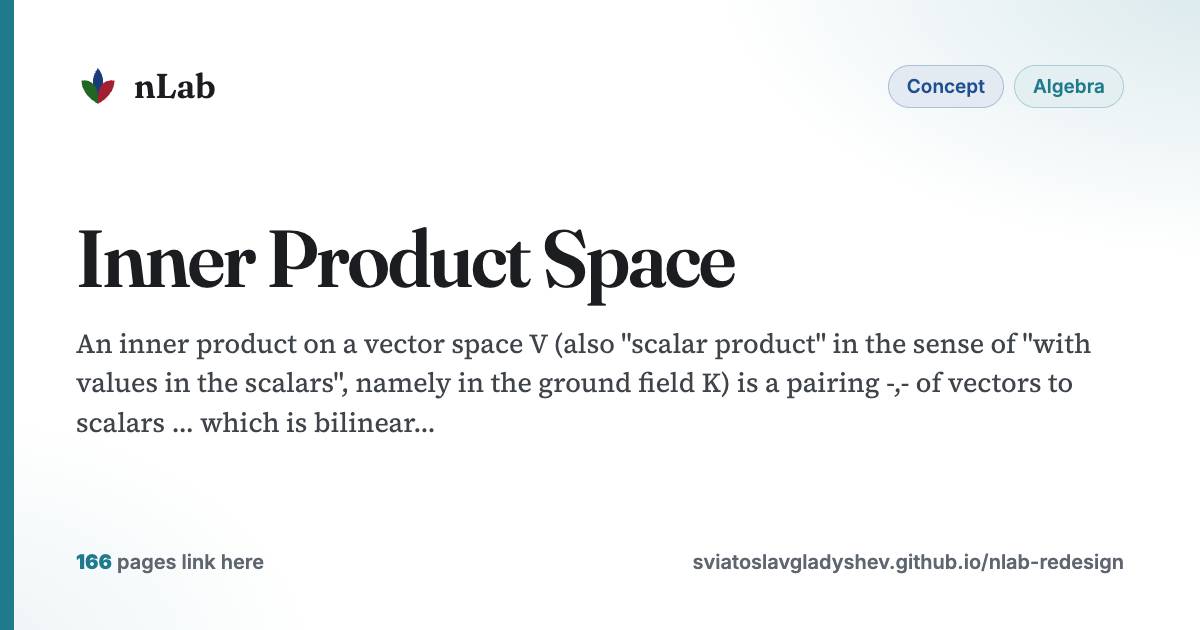 nLab
Concept
Algebra
Inner Product Space
An inner product on a vector space V (also "scalar product" in the sense of "with
values in the scalars", namely in the ground field K) is a pairing -,- of vectors to
scalars ... which is bilinear...
166 pages link here
sviatoslavgladyshev.github.io/nlab-redesign